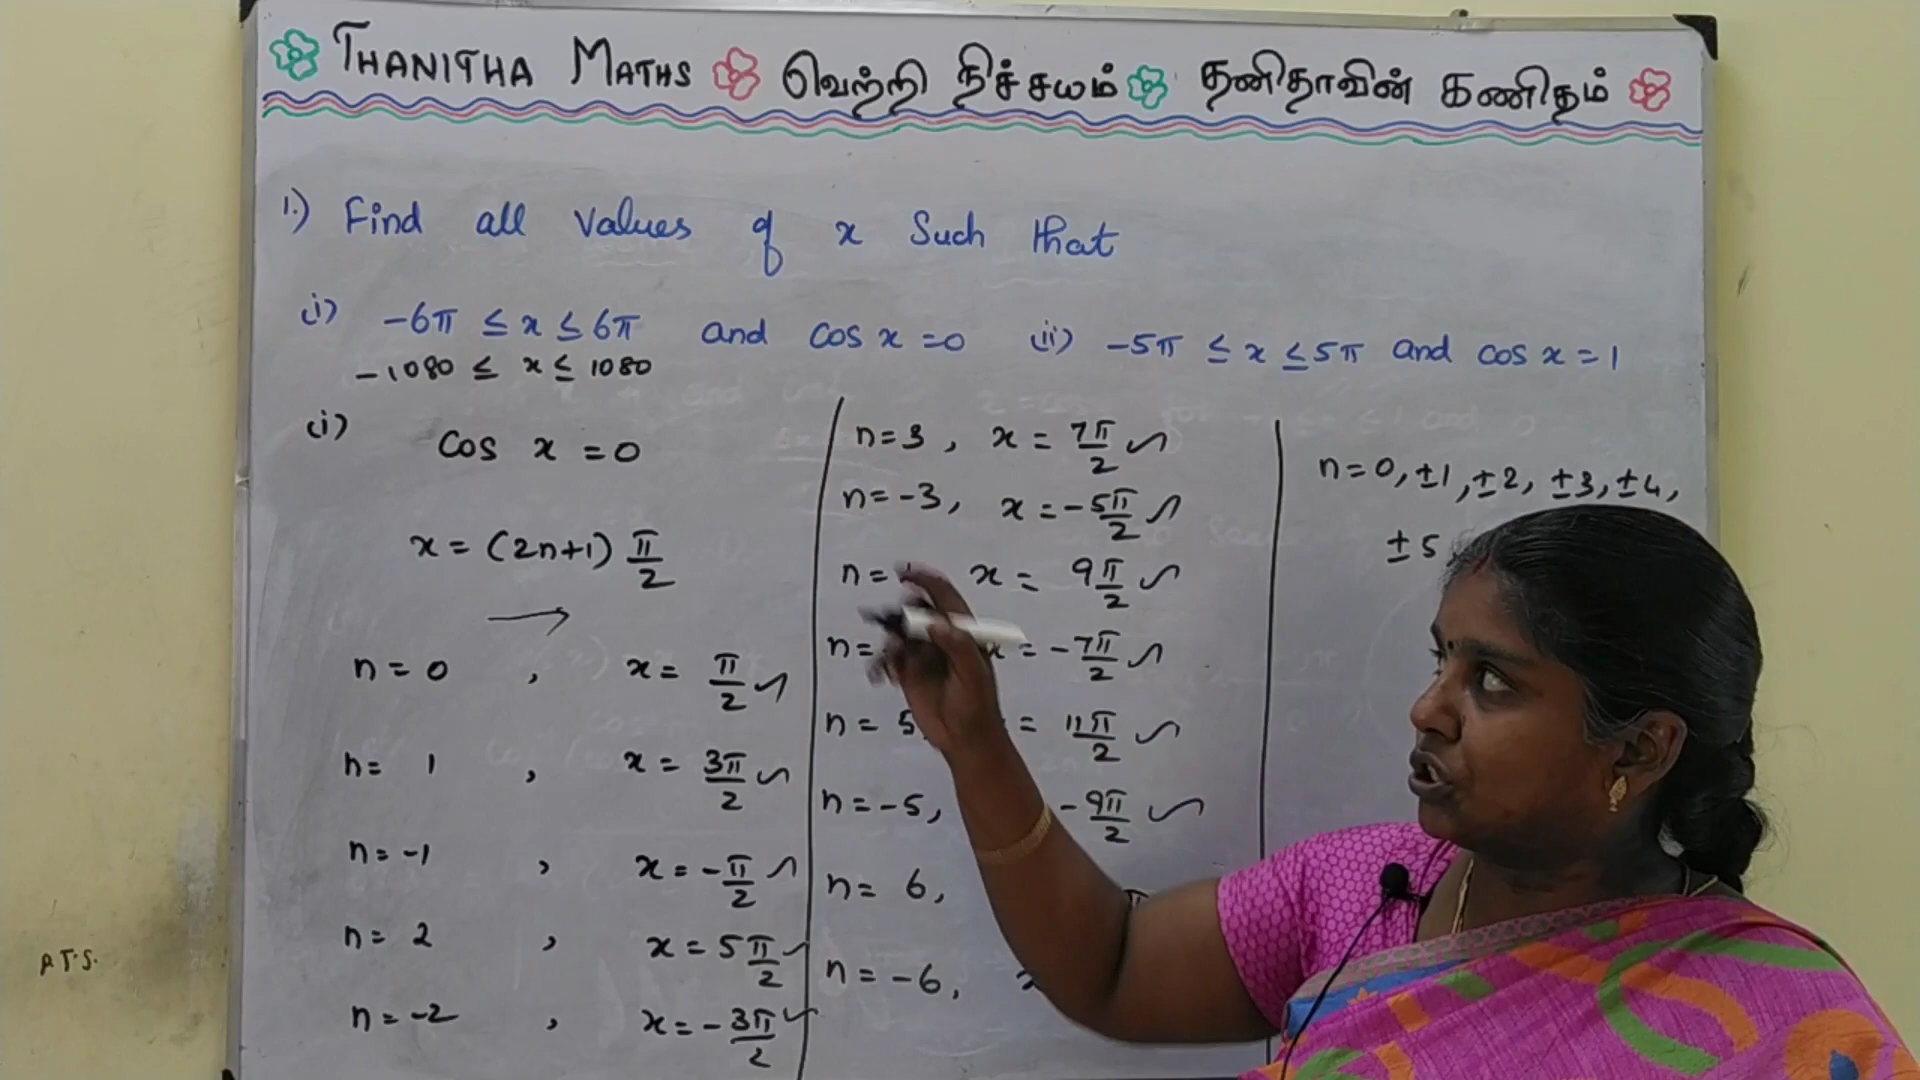 THANITHA MATHS வெற்றி நிச்சயம் தனிதாவின் கணிதம்
1.) Find all values of x Such that
(i) -6π ≤ x ≤ 6π and cos x = 0 (ii) -5π ≤ x ≤ 5π and cos x = 1
-1080 ≤ x ≤ 1080
(i) cos x = 0
x = (2n+1) π/2
n = 0 , x = π/2
n = 1 , x = 3π/2
n = -1 , x = -π/2
n = 2 , x = 5π/2
n = -2 , x = -3π/2
n = 3 , x = 7π/2
n = -3, x = -5π/2
n = x = 9π/2
n = x = -7π/2
n = 5 = 11π/2
n = -5, -9π/2
n = 6,
n = -6,
n = 0, ±1, ±2, ±3, ±4,
±5
P.T.S.